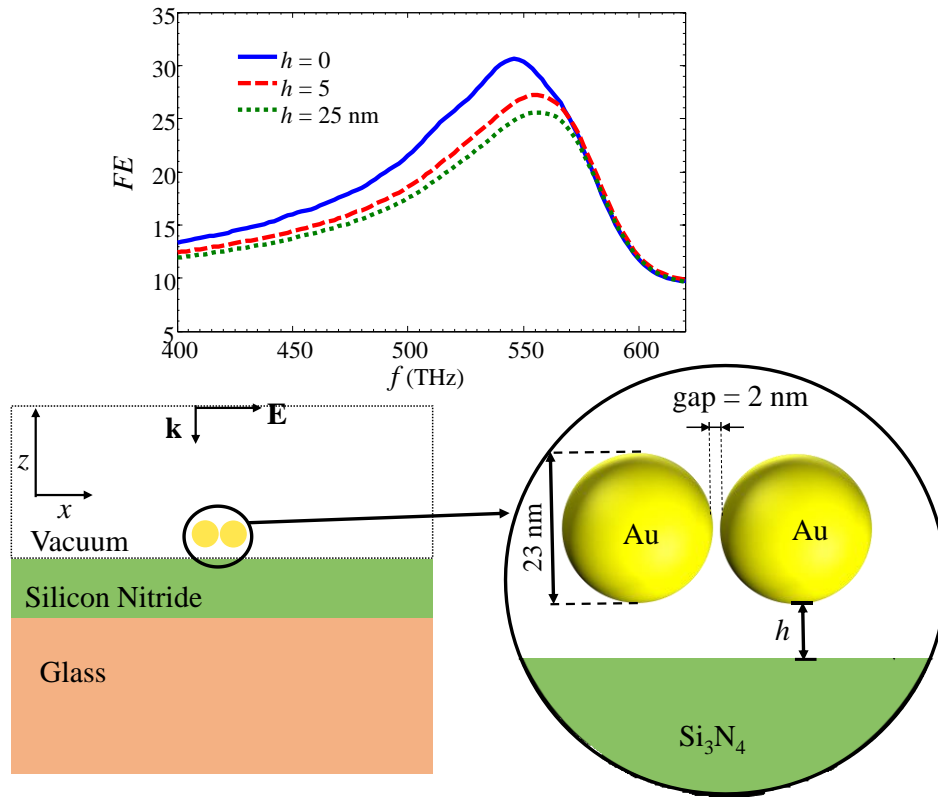 35
30
25
20
15
10
5
FE
h = 0
h = 5
h = 25 nm
400
450
500
550
600
f (THz)
k
E
z
x
Vacuum
Silicon Nitride
Glass
gap = 2 nm
23 nm
Au
Au
h
Si₃N₄